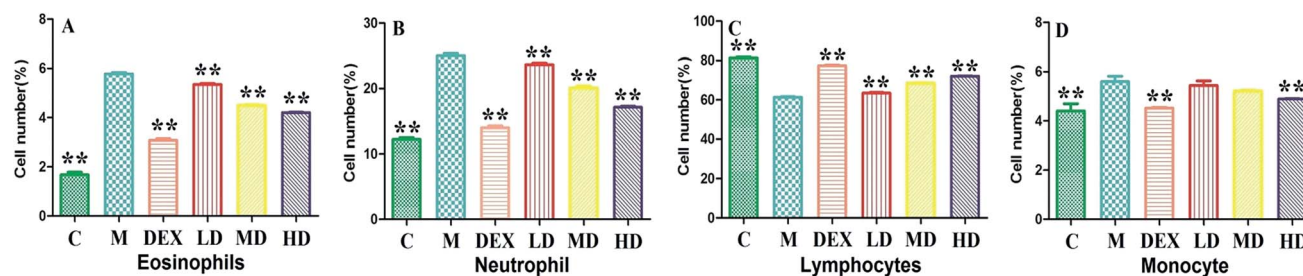 A
Cell number(%)
8
6
4
2
0
**
**
**
**
**
C M DEX LD MD HD
Eosinophils
B
Cell number(%)
30
20
10
0
**
**
**
**
**
C M DEX LD MD HD
Neutrophil
C
Cell number(%)
100
80
60
40
20
0
**
**
**
**
**
C M DEX LD MD HD
Lymphocytes
D
Cell number(%)
8
6
4
2
0
**
**
**
C M DEX LD MD HD
Monocyte